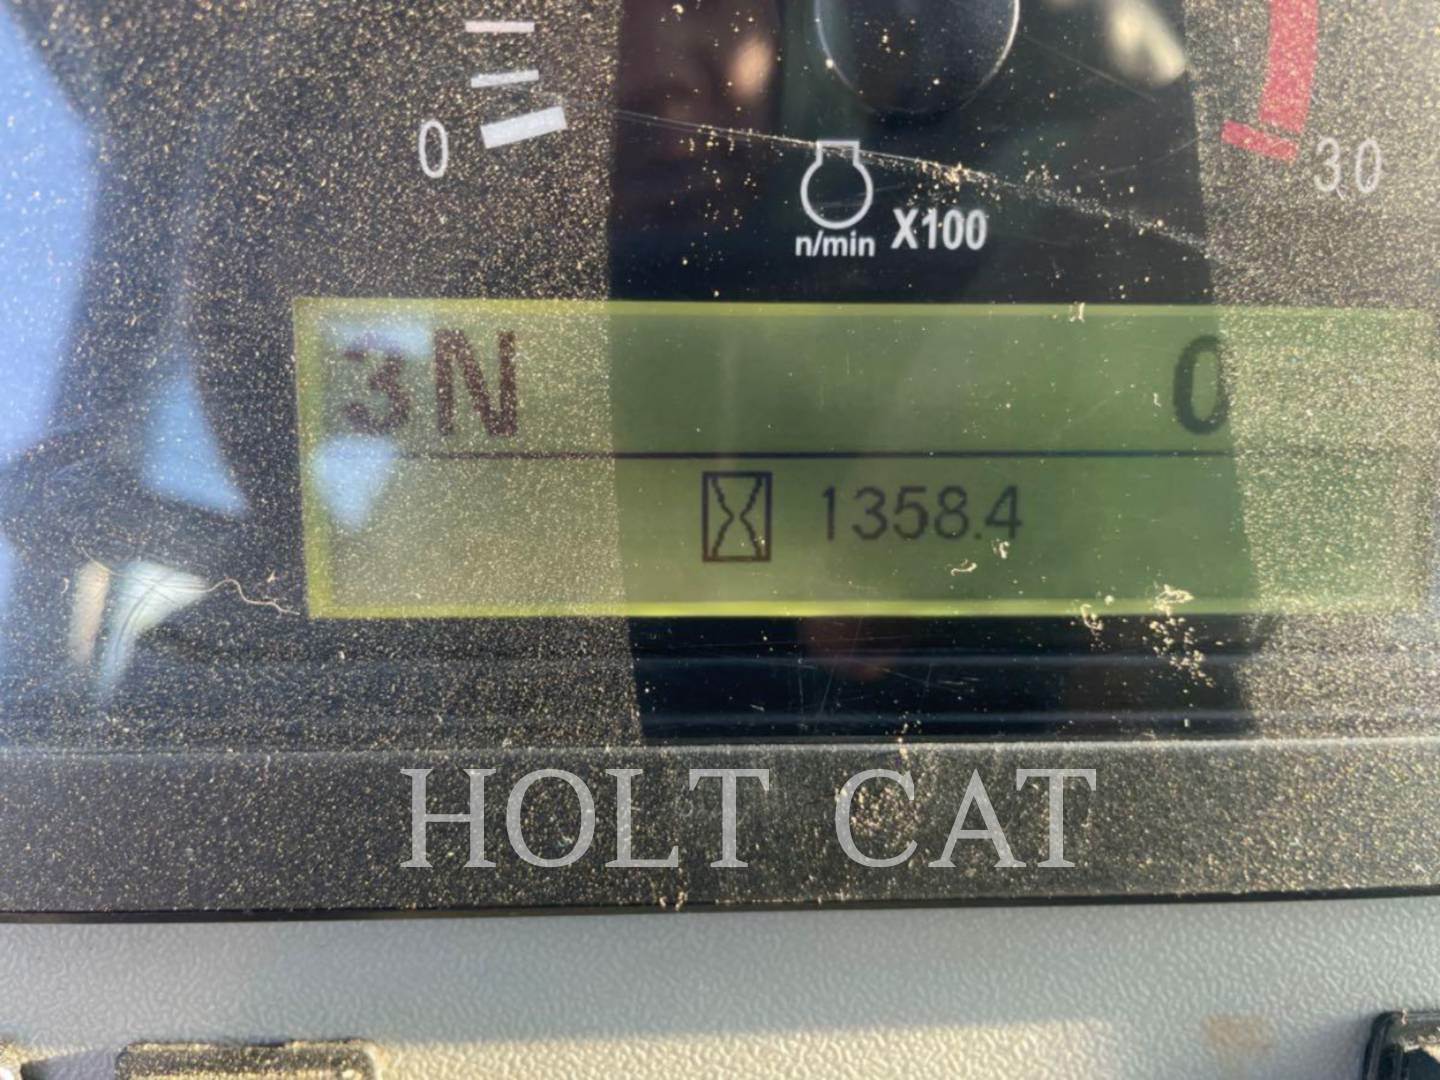 0
30
n/min X100
3N 0
1358.4
HOLT CAT